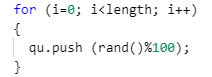 for (i=0; i<length; i++)
{
  qu.push (rand()%100);
}